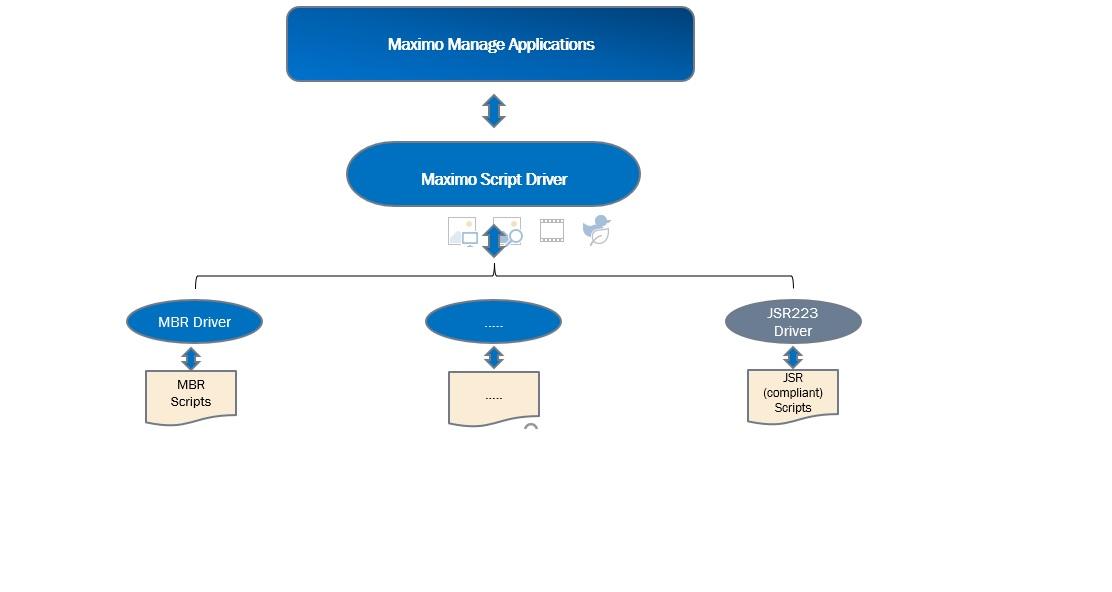 Maximo Manage Applications
Maximo Script Driver
MBR Driver
.....
JSR223
Driver
MBR
Scripts
.....
JSR
(compliant)
Scripts